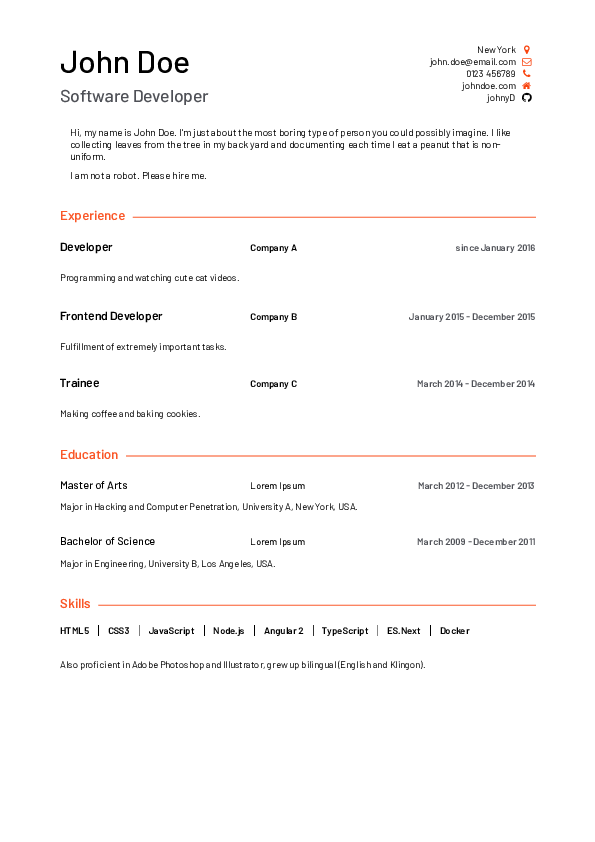 John Doe
Software Developer
New York
john.doe@email.com
0123 456789
johndoe.com
johnyD
Hi, my name is John Doe. I'm just about the most boring type of person you could possibly imagine. I like
collecting leaves from the tree in my back yard and documenting each time I eat a peanut that is non-
uniform.
I am not a robot. Please hire me.
Experience
Developer Company A since January 2016
Programming and watching cute cat videos.
Frontend Developer Company B January 2015 - December 2015
Fulfillment of extremely important tasks.
Trainee Company C March 2014 - December 2014
Making coffee and baking cookies.
Education
Master of Arts Lorem Ipsum March 2012 - December 2013
Major in Hacking and Computer Penetration, University A, New York, USA.
Bachelor of Science Lorem Ipsum March 2009 - December 2011
Major in Engineering, University B, Los Angeles, USA.
Skills
HTML5 | CSS3 | JavaScript | Node.js | Angular 2 | TypeScript | ES.Next | Docker
Also proficient in Adobe Photoshop and Illustrator, grew up bilingual (English and Klingon).